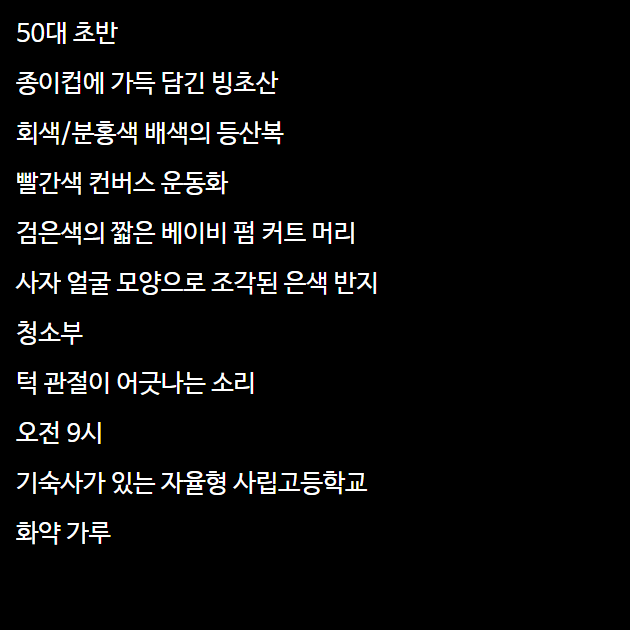 50대 초반
종이컵에 가득 담긴 빙초산
회색/분홍색 배색의 등산복
빨간색 컨버스 운동화
검은색의 짧은 베이비 펌 커트 머리
사자 얼굴 모양으로 조각된 은색 반지
청소부
턱 관절이 어긋나는 소리
오전 9시
기숙사가 있는 자율형 사립고등학교
화약 가루